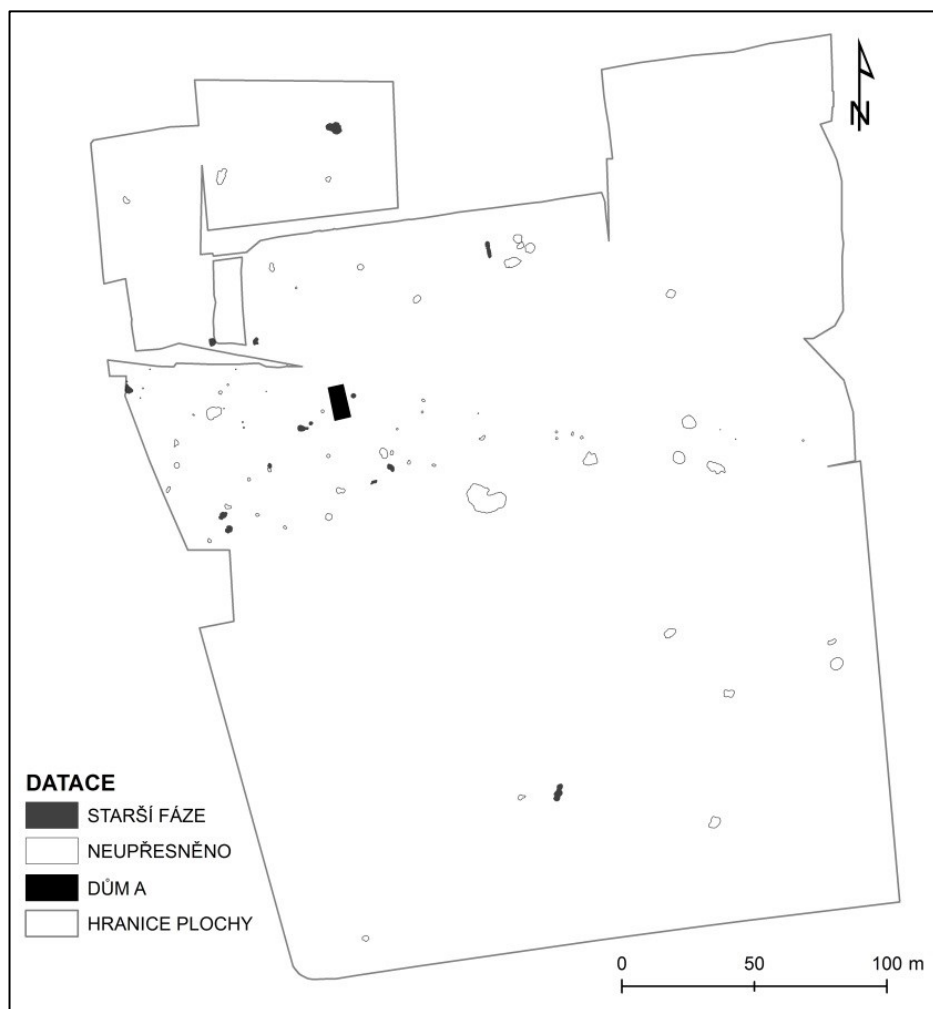 N
DATACE
STARŠÍ FÁZE
NEUPŘESNĚNO
DŮM A
HRANICE PLOCHY
0 50 100 m